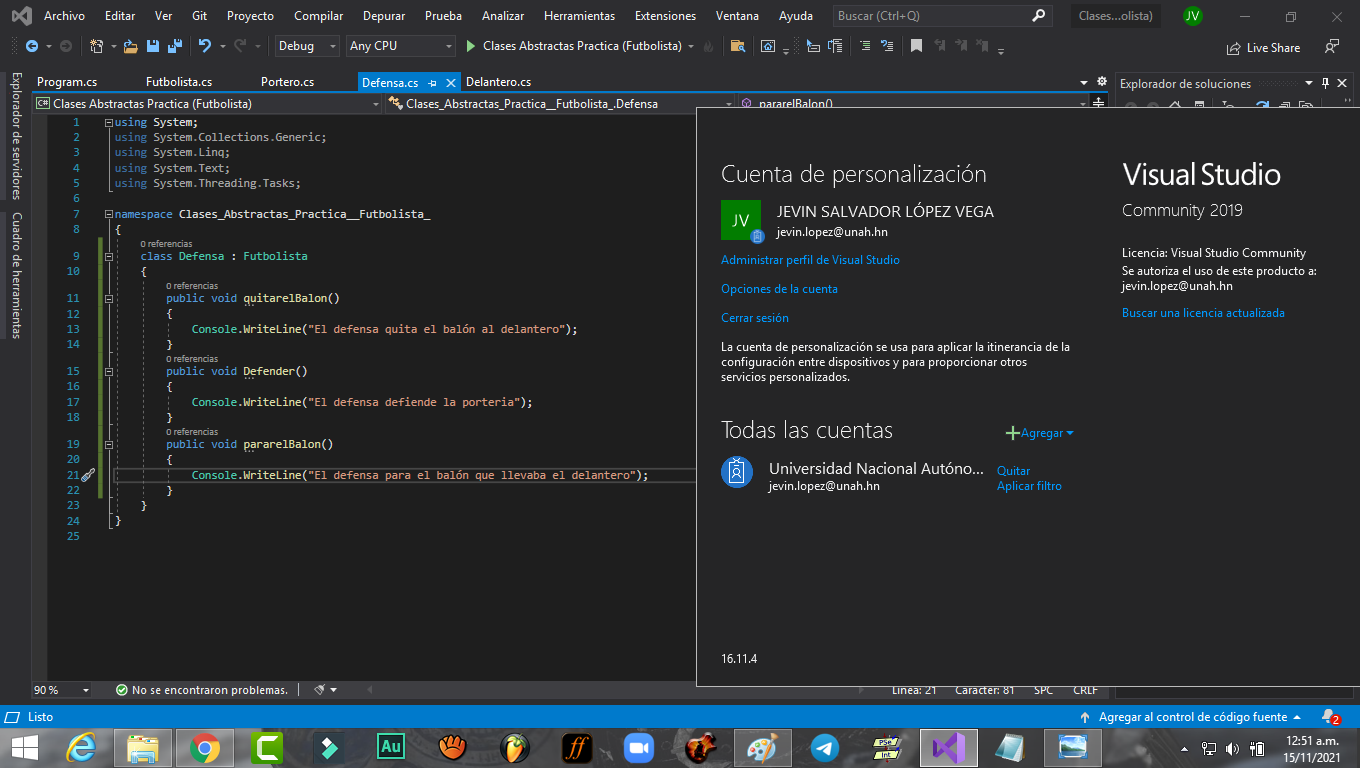 Archivo Editar Ver Git Proyecto Compilar Depurar Prueba Analizar Herramientas Extensiones Ventana Ayuda Buscar (Ctrl+Q) Clases...olista) JV
Debug Any CPU Clases Abstractas Practica (Futbolista) Live Share
Explorador de servidores
Cuadro de herramientas
Program.cs Futbolista.cs Portero.cs Defensa.cs Delantero.cs
Explorador de soluciones
C# Clases Abstractas Practica (Futbolista) Clases_Abstractas_Practica__Futbolista_.Defensa pararelBalon()
1 using System;
2 using System.Collections.Generic;
3 using System.Linq;
4 using System.Text;
5 using System.Threading.Tasks;
6
7 namespace Clases_Abstractas_Practica__Futbolista_
8 {
0 referencias
9 class Defensa : Futbolista
10 {
0 referencias
11 public void quitarelBalon()
12 {
13 Console.WriteLine("El defensa quita el balón al delantero");
14 }
0 referencias
15 public void Defender()
16 {
17 Console.WriteLine("El defensa defiende la porteria");
18 }
0 referencias
19 public void pararelBalon()
20 {
21 Console.WriteLine("El defensa para el balón que llevaba el delantero");
22 }
23 }
24 }
25
Cuenta de personalización
JV
JEVIN SALVADOR LÓPEZ VEGA
jevin.lopez@unah.hn
Administrar perfil de Visual Studio
Opciones de la cuenta
Cerrar sesión
La cuenta de personalización se usa para aplicar la itinerancia de la
configuración entre dispositivos y para proporcionar otros
servicios personalizados.
Todas las cuentas
Agregar
Universidad Nacional Autóno...
jevin.lopez@unah.hn
Quitar
Aplicar filtro
16.11.4
Visual Studio
Community 2019
Licencia: Visual Studio Community
Se autoriza el uso de este producto a:
jevin.lopez@unah.hn
Buscar una licencia actualizada
90 % No se encontraron problemas. Línea: 21 Carácter: 81 SPC CRLF
Listo Agregar al control de código fuente 2
Au ff PSe Int 12:51 a.m.
15/11/2021